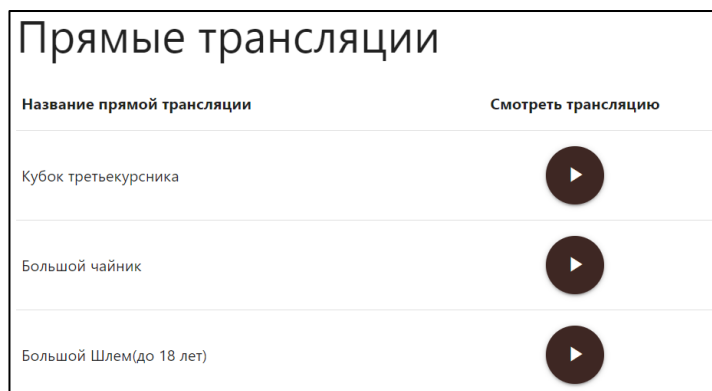 Прямые трансляции
Название прямой трансляции Смотреть трансляцию
Кубок третьекурсника
Большой чайник
Большой Шлем(до 18 лет)